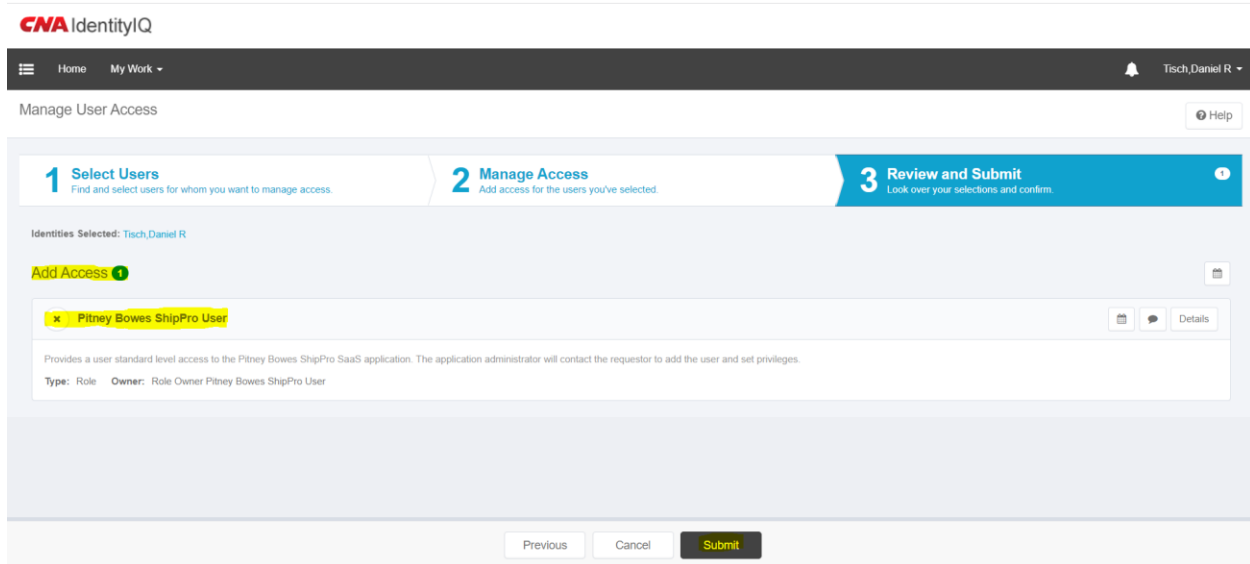 CNA IdentityIQ
Home My Work Tisch,Daniel R
Manage User Access
Help
1 Select Users
Find and select users for whom you want to manage access.
2 Manage Access
Add access for the users you've selected.
3 Review and Submit 1
Look over your selections and confirm.
Identities Selected: Tisch,Daniel R
Add Access 1
Pitney Bowes ShipPro User Details
Provides a user standard level access to the Pitney Bowes ShipPro SaaS application. The application administrator will contact the requestor to add the user and set privileges.
Type: Role Owner: Role Owner Pitney Bowes ShipPro User
Previous Cancel Submit